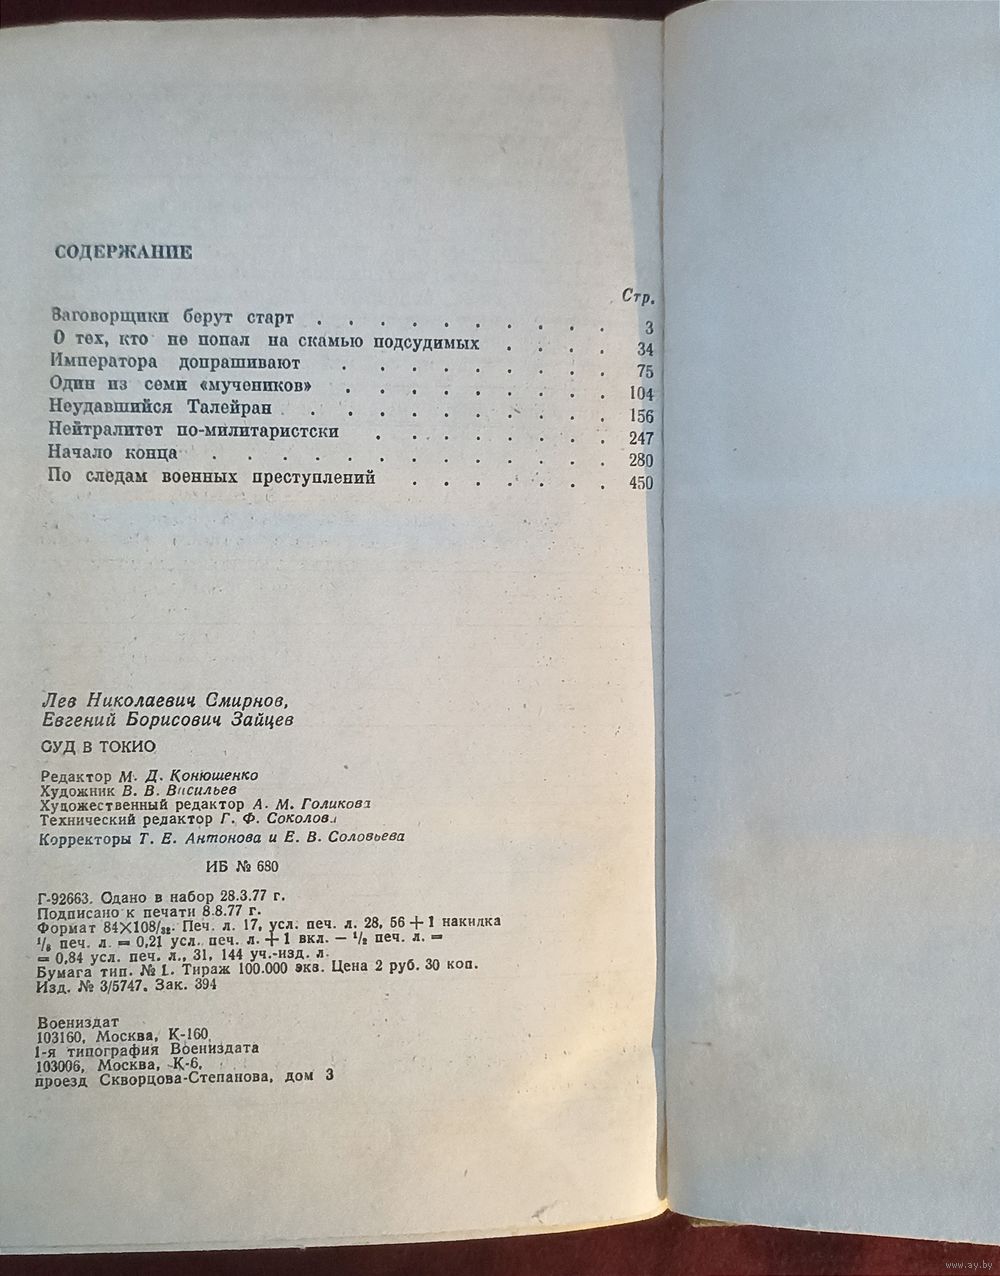 СОДЕРЖАНИЕ
Стр.
Заговорщики берут старт . . . . . . . . . . 3
О тех, кто не попал на скамью подсудимых . . . . 34
Императора допрашивают . . . . . . . . . 75
Один из семи «мучеников» . . . . . . . . . 104
Неудавшийся Талейран . . . . . . . . . . 156
Нейтралитет по-милитаристски . . . . . . . . 247
Начало конца . . . . . . . . . . . . . 280
По следам военных преступлений . . . . . . . 450
Лев Николаевич Смирнов,
Евгений Борисович Зайцев
СУД В ТОКИО
Редактор М. Д. Конюшенко
Художник В. В. Васильев
Художественный редактор А. М. Голикова
Технический редактор Г. Ф. Соколова
Корректоры Т. Е. Антонова и Е. В. Соловьева
ИБ № 680
Г-92663. Сдано в набор 28.3.77 г.
Подписано к печати 8.8.77 г.
Формат 84Х108/32. Печ. л. 17, усл. печ. л. 28, 56 + 1 накидка
1/8 печ. л. = 0,21 усл. печ. л. + 1 вкл. — 1/2 печ. л. =
= 0,84 усл. печ. л., 31, 144 уч.-изд. л.
Бумага тип. № 1. Тираж 100.000 экв. Цена 2 руб. 30 коп.
Изд. № 3/5747. Зак. 394
Воениздат
103160, Москва, К-160,
1-я типография Воениздата
103006, Москва, К-6,
проезд Скворцова-Степанова, дом 3
www.ay.by